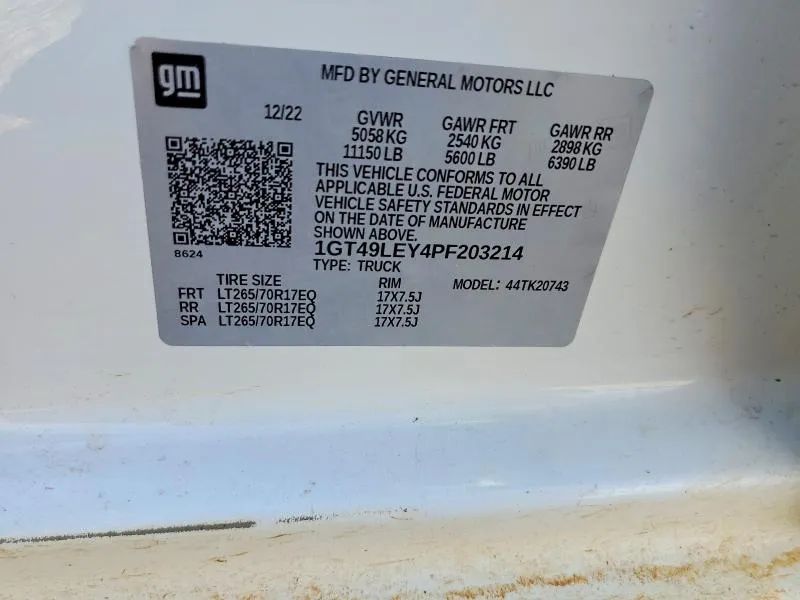 gm
MFD BY GENERAL MOTORS LLC
12/22 GVWR GAWR FRT GAWR RR
5058 KG 2540 KG 2898 KG
11150 LB 5600 LB 6390 LB
THIS VEHICLE CONFORMS TO ALL
APPLICABLE U.S. FEDERAL MOTOR
VEHICLE SAFETY STANDARDS IN EFFECT
ON THE DATE OF MANUFACTURE
SHOWN ABOVE.
8624
1GT49LEY4PF203214
TYPE: TRUCK
TIRE SIZE RIM MODEL: 44TK20743
FRT LT265/70R17EQ 17X7.5J
RR LT265/70R17EQ 17X7.5J
SPA LT265/70R17EQ 17X7.5J